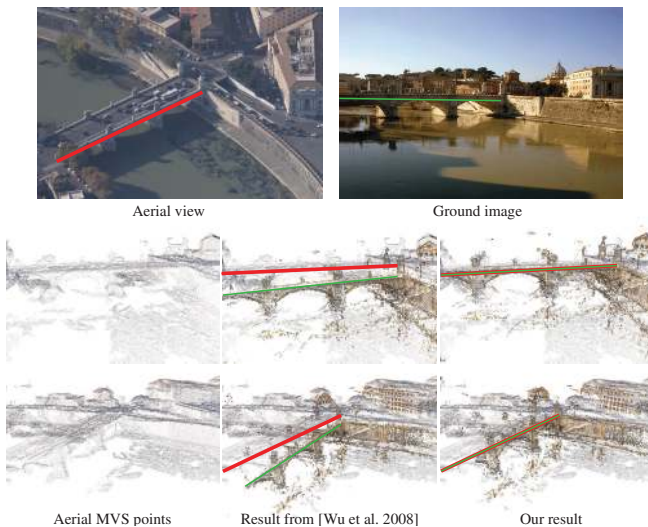 Aerial view
Ground image
Aerial MVS points
Result from [Wu et al. 2008]
Our result